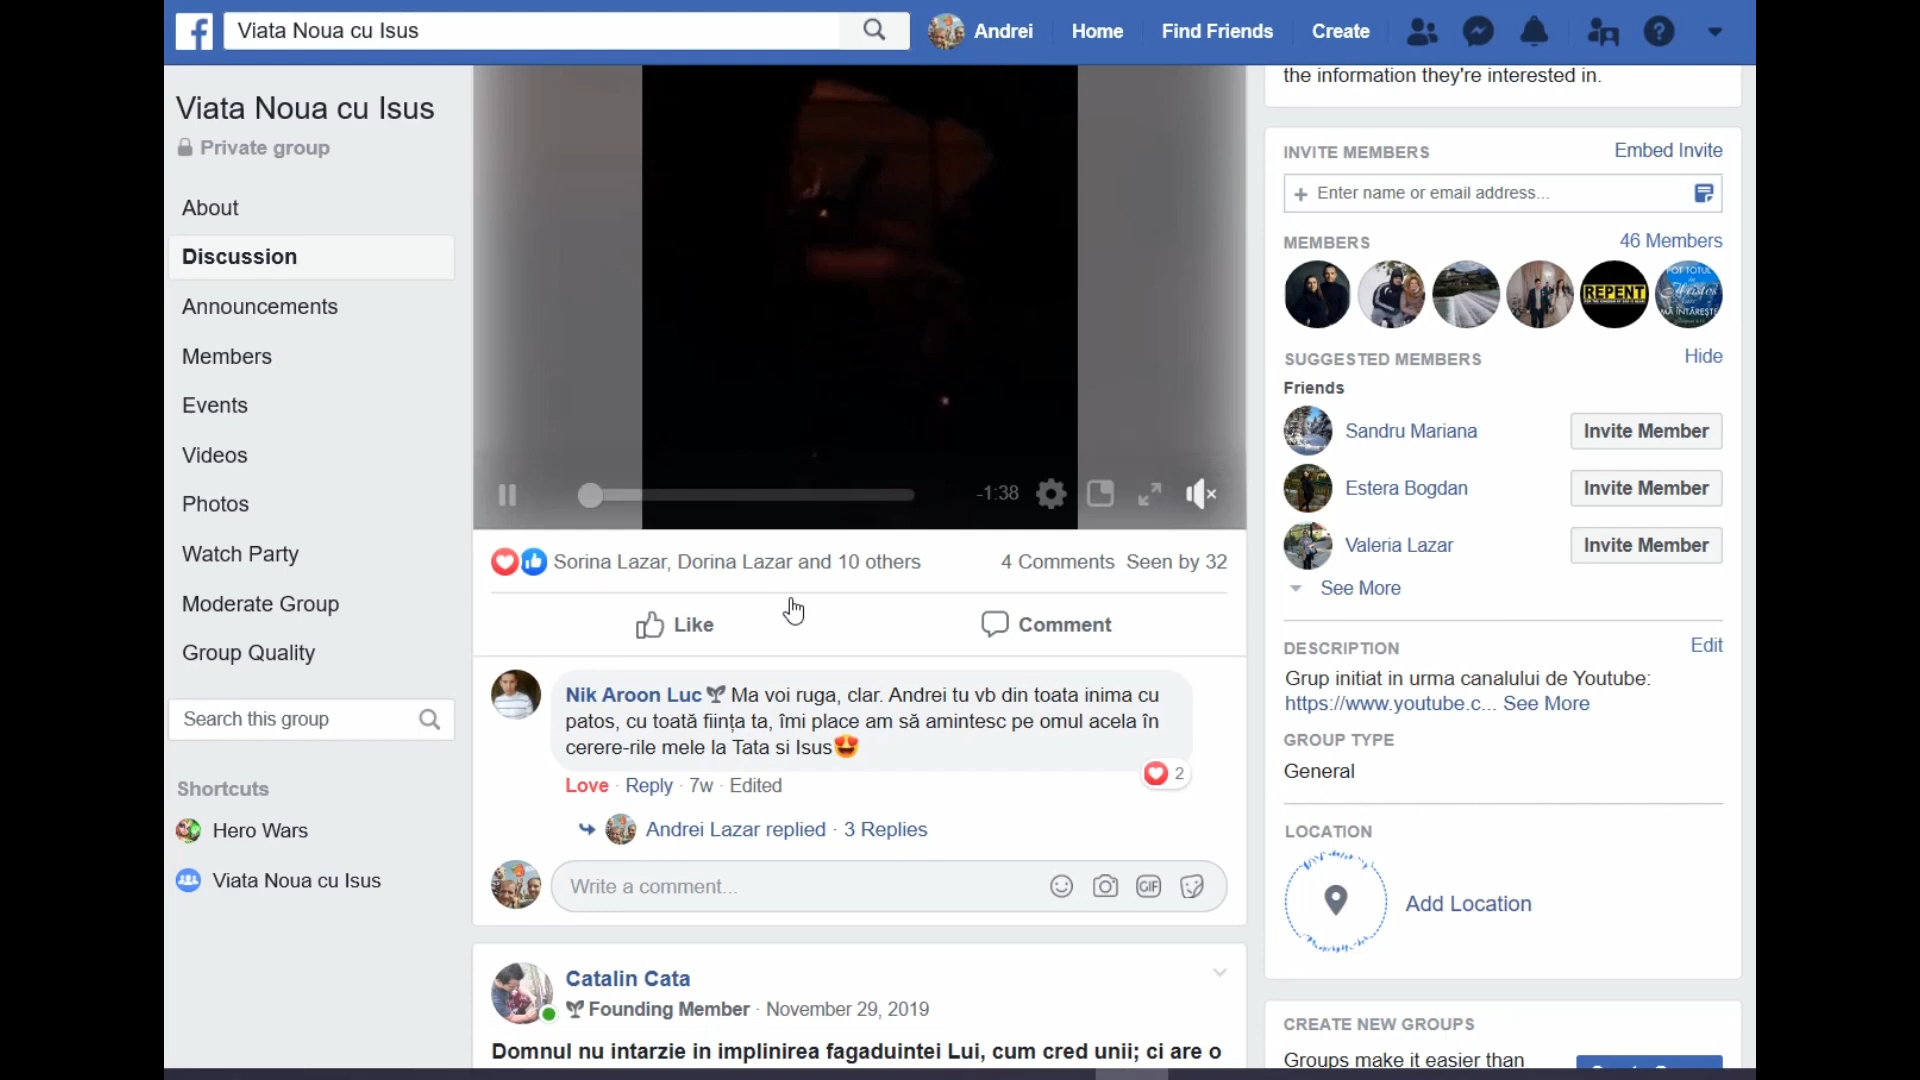 Viata Noua cu Isus
Andrei
Home
Find Friends
Create
Viata Noua cu Isus
Private group
About
Discussion
Announcements
Members
Events
Videos
Photos
Watch Party
Moderate Group
Group Quality
Search this group
Shortcuts
Hero Wars
Viata Noua cu Isus
-1:38
Sorina Lazar, Dorina Lazar and 10 others
4 Comments Seen by 32
Like
Comment
Nik Aroon Luc Ma voi ruga, clar. Andrei tu vb din toata inima cu
patos, cu toată ființa ta, îmi place am să amintesc pe omul acela în
cerere-rile mele la Tata si Isus😍
Love · Reply · 7w · Edited
2
Andrei Lazar replied · 3 Replies
Write a comment...
GIF
Catalin Cata
Founding Member · November 29, 2019
Domnul nu intarzie in implinirea fagaduintei Lui, cum cred unii; ci are o
the information they're interested in.
INVITE MEMBERS
Embed Invite
+ Enter name or email address...
MEMBERS
46 Members
REPENT
POT TOTUL
MĂ ÎNTĂREȘTE
SUGGESTED MEMBERS
Hide
Friends
Sandru Mariana
Invite Member
Estera Bogdan
Invite Member
Valeria Lazar
Invite Member
See More
DESCRIPTION
Edit
Grup initiat in urma canalului de Youtube:
https://www.youtube.c... See More
GROUP TYPE
General
LOCATION
Add Location
CREATE NEW GROUPS
Groups make it easier than